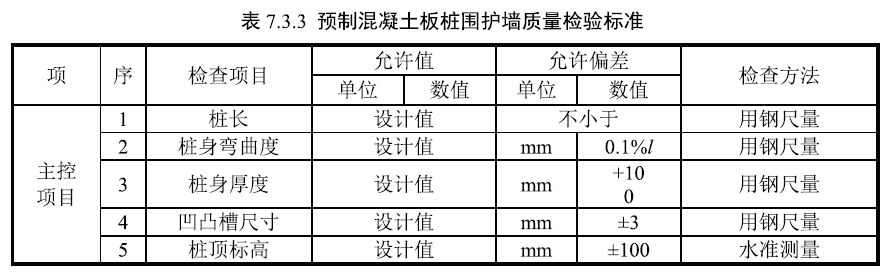 表 7.3.3 预制混凝土板桩围护墙质量检验标准
项 序 检查项目 允许值 允许偏差 检查方法
单位 数值 单位 数值
主控项目 1 桩长 设计值 不小于 用钢尺量
2 桩身弯曲度 设计值 mm 0.1%l 用钢尺量
3 桩身厚度 设计值 mm +10 0 用钢尺量
4 凹凸槽尺寸 设计值 mm ±3 用钢尺量
5 桩顶标高 设计值 mm ±100 水准测量